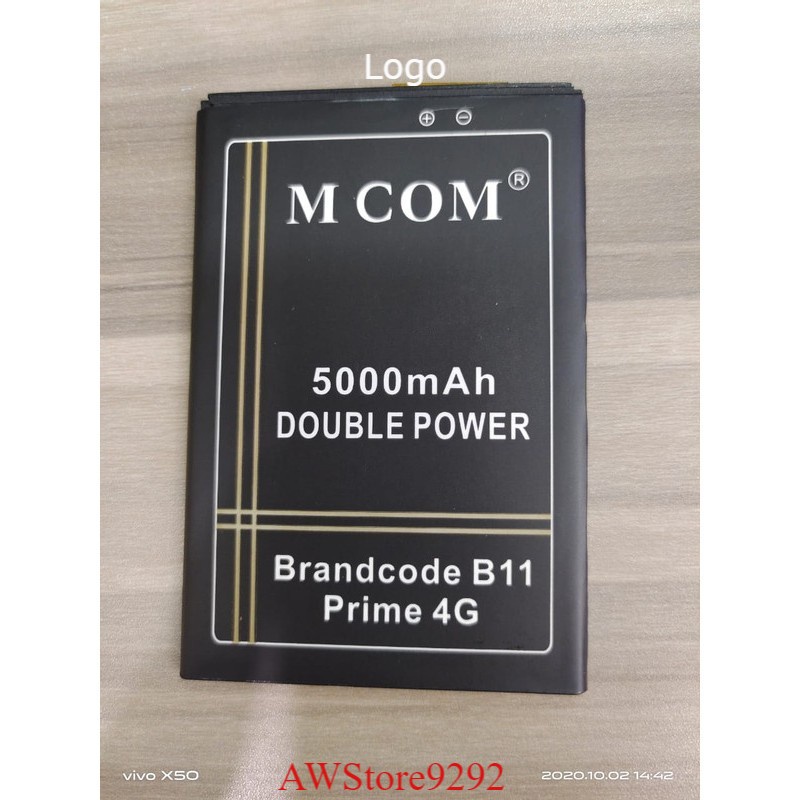 Logo
⊕ ⊖
M COM®
5000mAh
DOUBLE POWER
Brandcode B11
Prime 4G
vivo X50
AWStore9292
2020.10.02 14:42